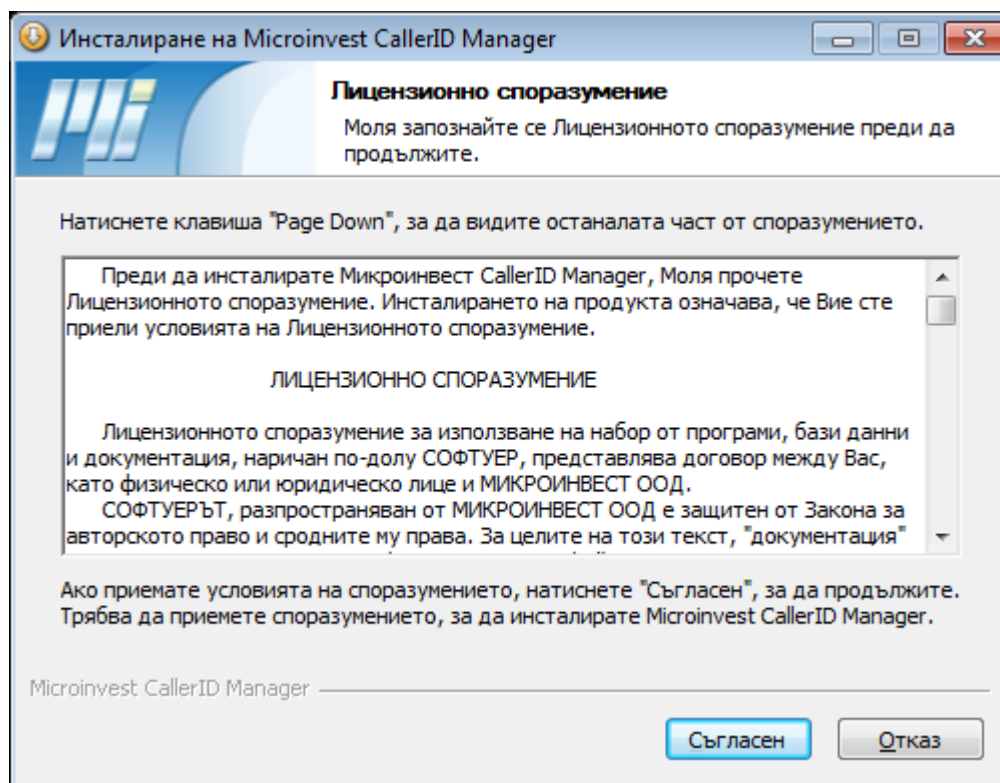 Инсталиране на Microinvest CallerID Manager
Mi
Лицензионно споразумение
Моля запознайте се Лицензионното споразумение преди да
продължите.
Натиснете клавиша "Page Down", за да видите останалата част от споразумението.
Преди да инсталирате Микроинвест CallerID Manager, Моля прочете
Лицензионното споразумение. Инсталирането на продукта означава, че Вие сте
приели условията на Лицензионното споразумение.
ЛИЦЕНЗИОННО СПОРАЗУМЕНИЕ
Лицензионното споразумение за използване на набор от програми, бази данни
и документация, наричан по-долу СОФТУЕР, представлява договор между Вас,
като физическо или юридическо лице и МИКРОИНВЕСТ ООД.
СОФТУЕРЪТ, разпространяван от МИКРОИНВЕСТ ООД е защитен от Закона за
авторското право и сродните му права. За целите на този текст, "документация"
Ако приемате условията на споразумението, натиснете "Съгласен", за да продължите.
Трябва да приемете споразумението, за да инсталирате Microinvest CallerID Manager.
Microinvest CallerID Manager
Съгласен
Отказ